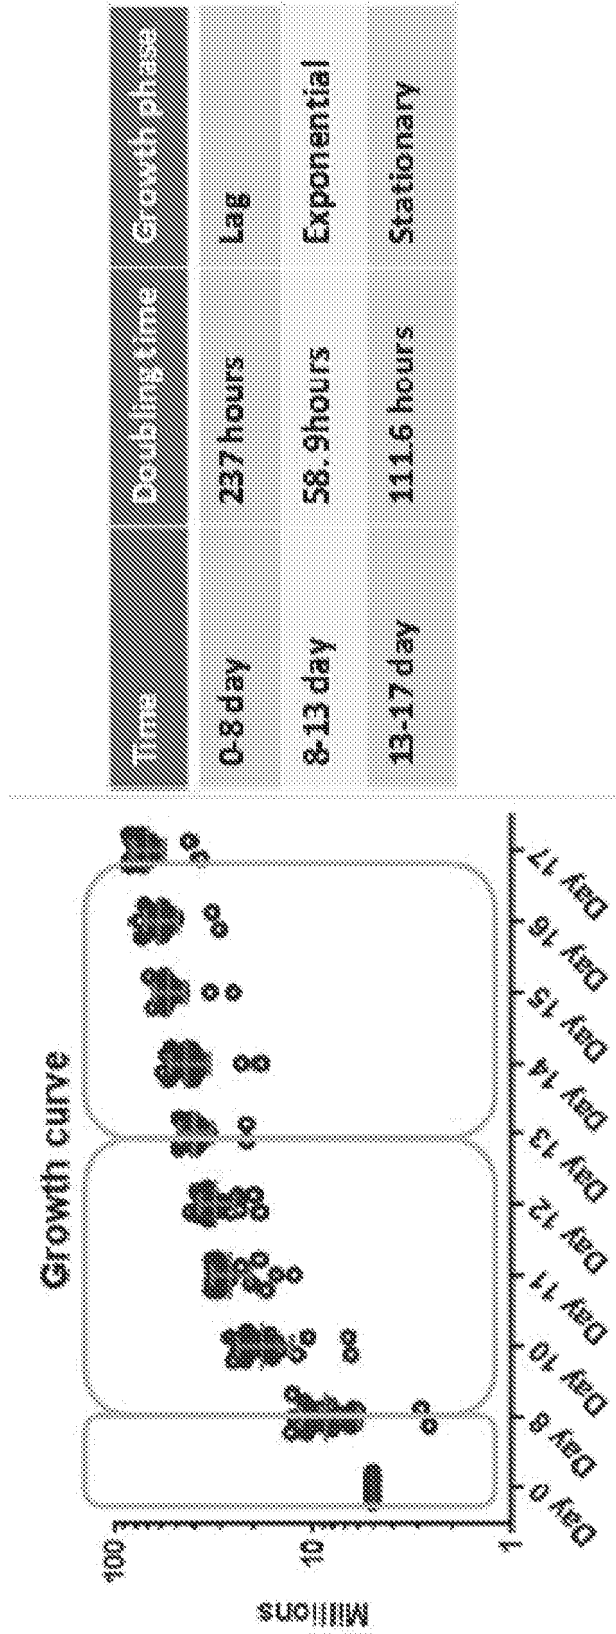 Growth curve
Millions
100
10
1
Day 0
Day 8
Day 10
Day 11
Day 12
Day 13
Day 14
Day 15
Day 16
Day 17
Time Doubling time Growth phase
0-8 day 237 hours Lag
8-13 day 58. 9hours Exponential
13-17 day 111.6 hours Stationary